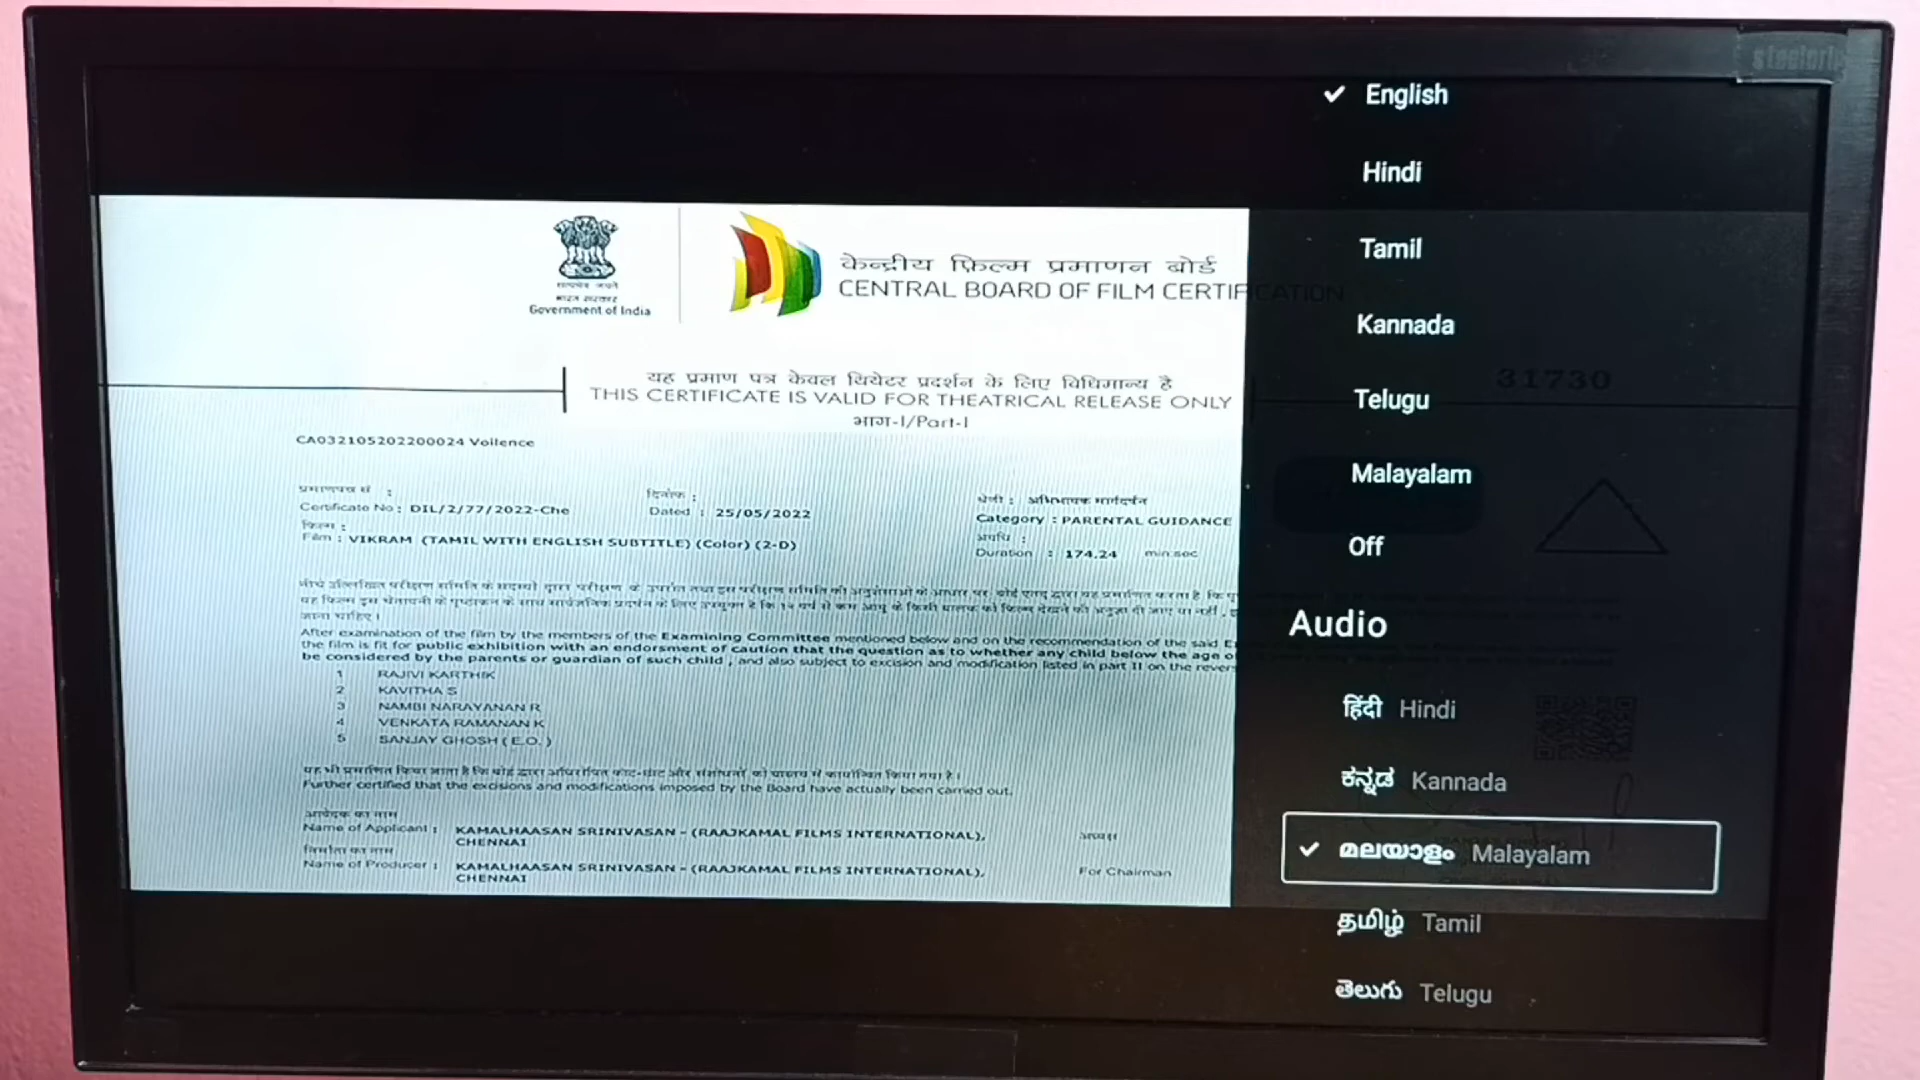 English
Hindi
Tamil
Kannada
Telugu
Malayalam
Off
Audio
हिंदी Hindi
ಕನ್ನಡ Kannada
മലയാളം Malayalam
தமிழ் Tamil
తెలుగు Telugu
Government of India
केन्द्रीय फ़िल्म प्रमाणन बोर्ड
CENTRAL BOARD OF FILM CERTIFICATION
31730
यह प्रमाण पत्र केवल थियेटर प्रदर्शन के लिए विधिमान्य है
THIS CERTIFICATE IS VALID FOR THEATRICAL RELEASE ONLY
भाग-I/Part-I
CA032105202200024 Voilence
Certificate No : DIL/2/77/2022-Che
Dated : 25/05/2022
Category : PARENTAL GUIDANCE
Film : VIKRAM (TAMIL WITH ENGLISH SUBTITLE) (Color) (2-D)
Duration : 174.24 min.sec
After examination of the film by the members of the Examining Committee mentioned below and on the recommendation of the said
the film is fit for public exhibition with an endorsment of caution that the question as to whether any child below the age of
be considered by the parents or guardian of such child , and also subject to excision and modification listed in part II on the
1 RAJIVI KARTHIK
2 KAVITHA S
3 NAMBI NARAYANAN R
4 VENKATA RAMANAN K
5 SANJAY GHOSH ( E.O. )
Further certified that the excisions and modifications imposed by the Board have actually been carried out.
Name of Applicant : KAMALHAASAN SRINIVASAN - (RAAJKAMAL FILMS INTERNATIONAL),
CHENNAI
Name of Producer : KAMALHAASAN SRINIVASAN - (RAAJKAMAL FILMS INTERNATIONAL),
CHENNAI
For Chairman